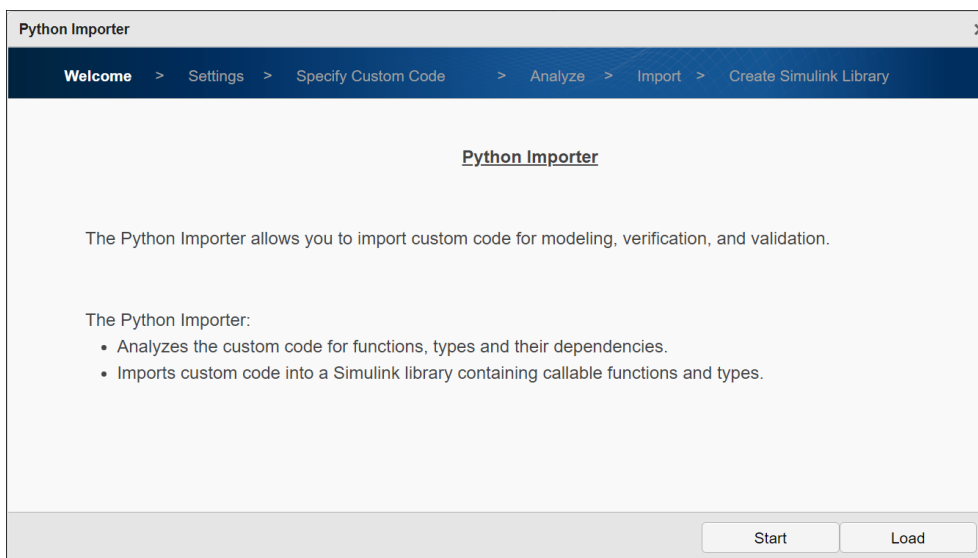 Python Importer
Welcome > Settings > Specify Custom Code > Analyze > Import > Create Simulink Library
Python Importer
The Python Importer allows you to import custom code for modeling, verification, and validation.
The Python Importer:
• Analyzes the custom code for functions, types and their dependencies.
• Imports custom code into a Simulink library containing callable functions and types.
Start Load